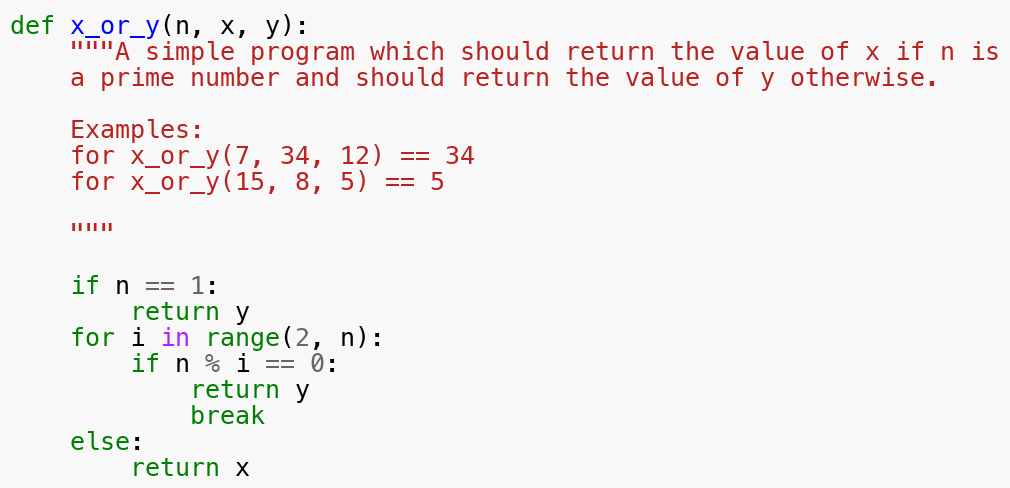 def x_or_y(n, x, y):
    """A simple program which should return the value of x if n is
    a prime number and should return the value of y otherwise.

    Examples:
    for x_or_y(7, 34, 12) == 34
    for x_or_y(15, 8, 5) == 5

    """

    if n == 1:
        return y
    for i in range(2, n):
        if n % i == 0:
            return y
            break
    else:
        return x